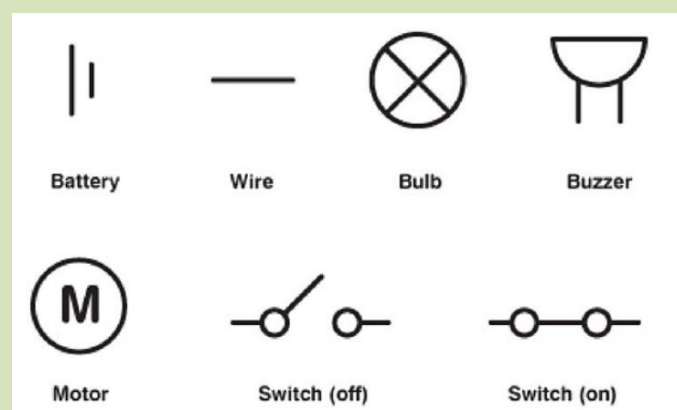 Battery
Wire
Bulb
Buzzer
M
Motor
Switch (off)
Switch (on)